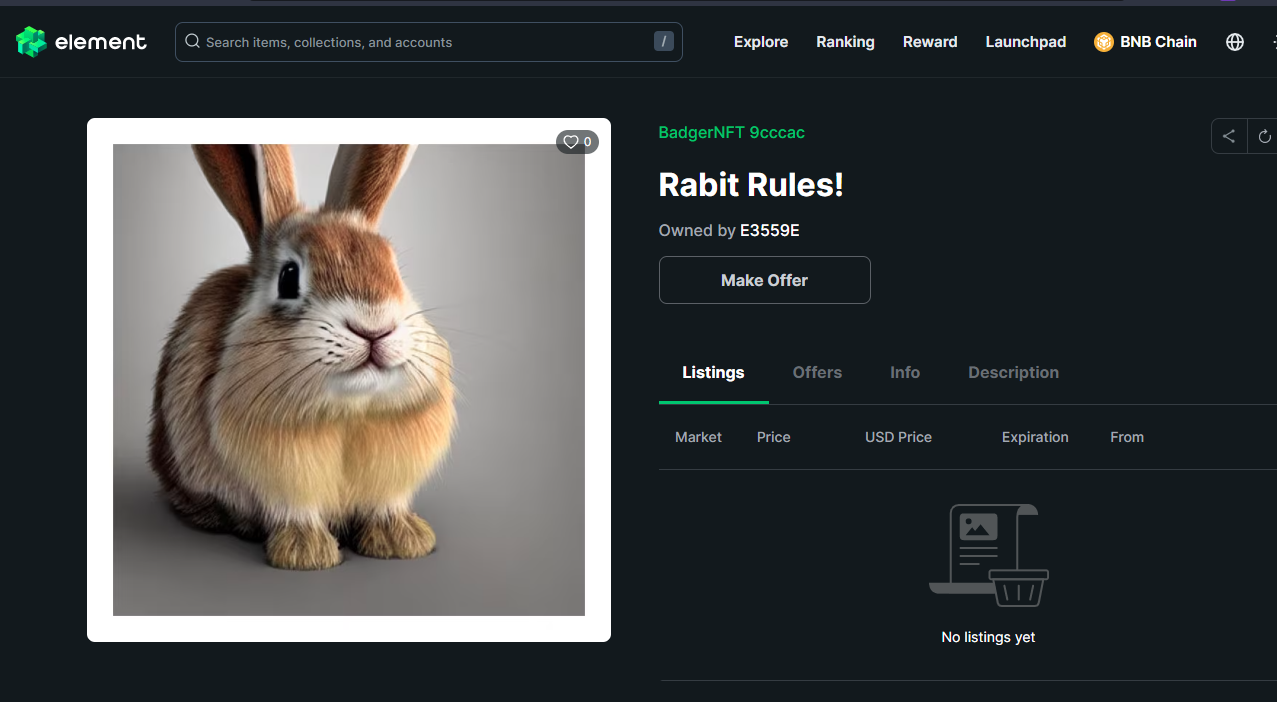 element
Search items, collections, and accounts
/
Explore
Ranking
Reward
Launchpad
BNB Chain
0
BadgerNFT 9cccac
Rabit Rules!
Owned by E3559E
Make Offer
Listings
Offers
Info
Description
Market
Price
USD Price
Expiration
From
No listings yet